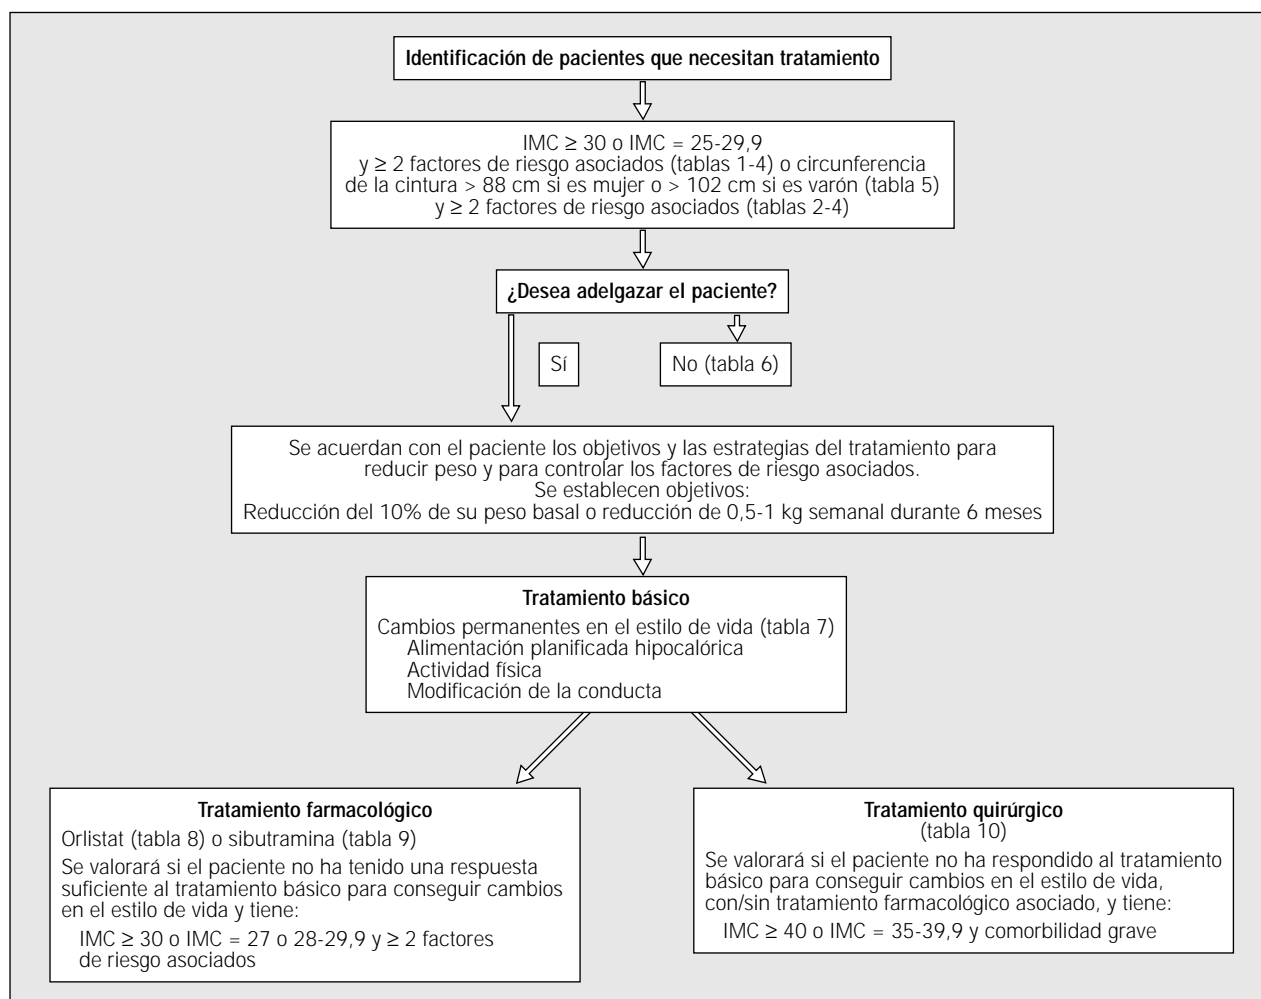 Identificación de pacientes que necesitan tratamiento
IMC ≥ 30 o IMC = 25-29,9
y ≥ 2 factores de riesgo asociados (tablas 1-4) o circunferencia
de la cintura > 88 cm si es mujer o > 102 cm si es varón (tabla 5)
y ≥ 2 factores de riesgo asociados (tablas 2-4)
¿Desea adelgazar el paciente?
Sí
No (tabla 6)
Se acuerdan con el paciente los objetivos y las estrategias del tratamiento para
reducir peso y para controlar los factores de riesgo asociados.
Se establecen objetivos:
Reducción del 10% de su peso basal o reducción de 0,5-1 kg semanal durante 6 meses
Tratamiento básico
Cambios permanentes en el estilo de vida (tabla 7)
Alimentación planificada hipocalórica
Actividad física
Modificación de la conducta
Tratamiento farmacológico
Orlistat (tabla 8) o sibutramina (tabla 9)
Se valorará si el paciente no ha tenido una respuesta
suficiente al tratamiento básico para conseguir cambios
en el estilo de vida y tiene:
IMC ≥ 30 o IMC = 27 o 28-29,9 y ≥ 2 factores
de riesgo asociados
Tratamiento quirúrgico
(tabla 10)
Se valorará si el paciente no ha respondido al tratamiento
básico para conseguir cambios en el estilo de vida,
con/sin tratamiento farmacológico asociado, y tiene:
IMC ≥ 40 o IMC = 35-39,9 y comorbilidad grave